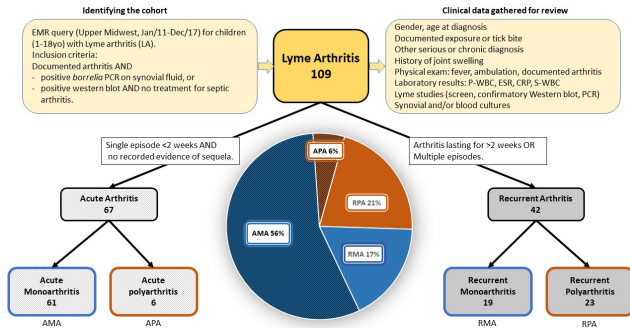 Identifying the cohort
EMR query (Upper Midwest, Jan/11-Dec/17) for children
(1-18yo) with Lyme arthritis (LA).
Inclusion criteria:
Documented arthritis AND
- positive borrelia PCR on synovial fluid, or
- positive western blot AND no treatment for septic
arthritis.
Lyme Arthritis
109
Clinical data gathered for review
Gender, age at diagnosis
Documented exposure or tick bite
Other serious or chronic diagnosis
History of joint swelling
Physical exam: fever, ambulation, documented arthritis
Laboratory results: P-WBC, ESR, CRP, S-WBC
Lyme studies (screen, confirmatory Western blot, PCR)
Synovial and/or blood cultures
Single episode <2 weeks AND
no recorded evidence of sequela.
Arthritis lasting for >2 weeks OR
Multiple episodes.
APA 6%
RPA 21%
AMA 56%
RMA 17%
Acute Arthritis
67
Recurrent Arthritis
42
Acute
Monoarthritis
61
AMA
Acute
polyarthritis
6
APA
Recurrent
Monoarthritis
19
RMA
Recurrent
Polyarthritis
23
RPA